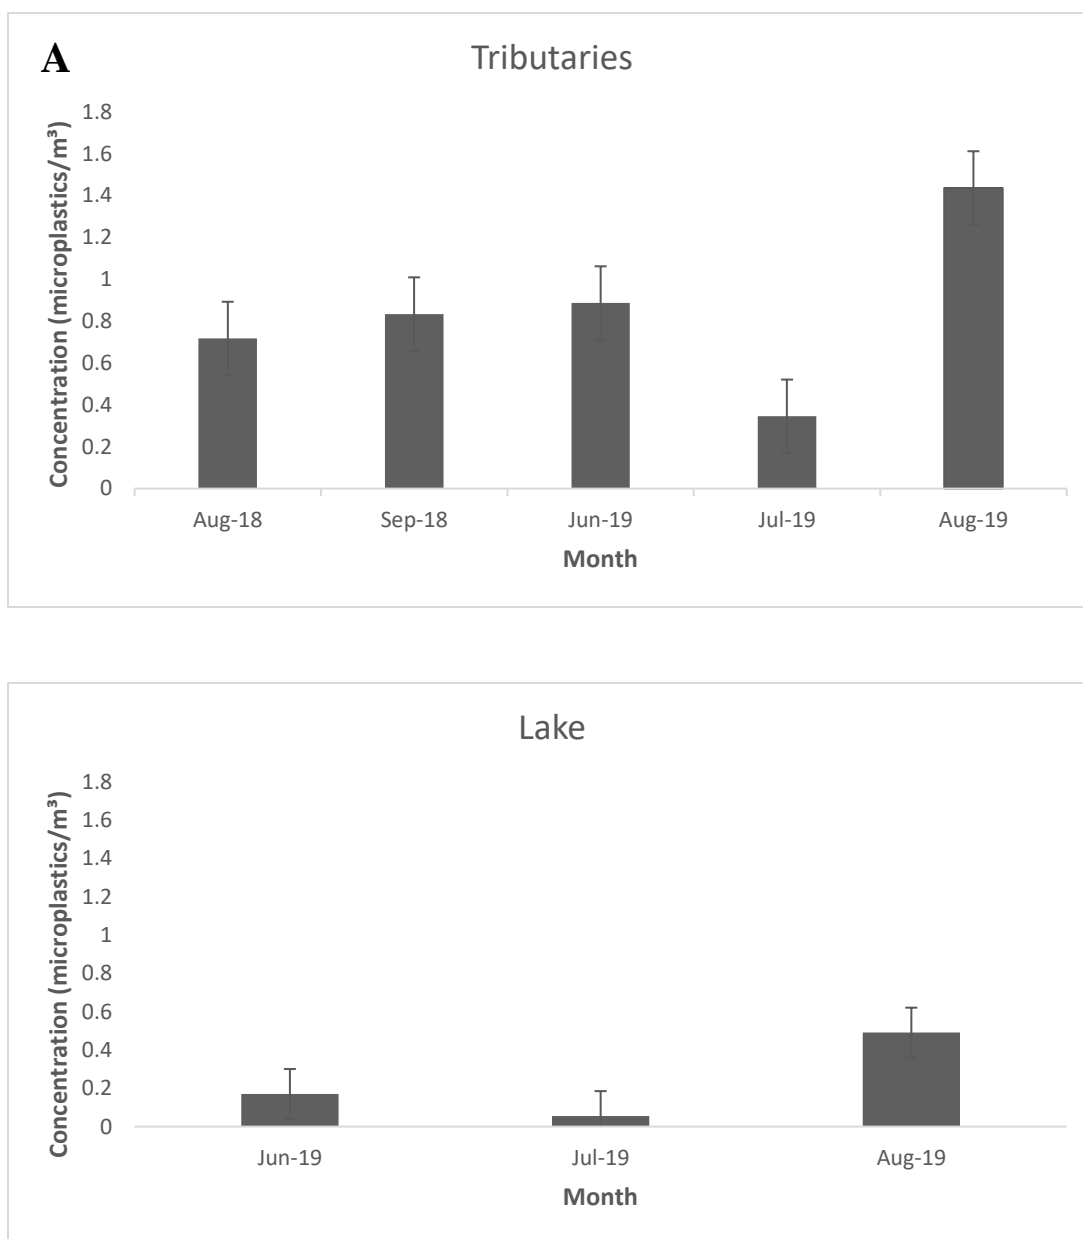 A
Tributaries
Concentration (microplastics/m³)
1.8
1.6
1.4
1.2
1
0.8
0.6
0.4
0.2
0
Aug-18 Sep-18 Jun-19 Jul-19 Aug-19
Month
Lake
Concentration (microplastics/m³)
1.8
1.6
1.4
1.2
1
0.8
0.6
0.4
0.2
0
Jun-19 Jul-19 Aug-19
Month